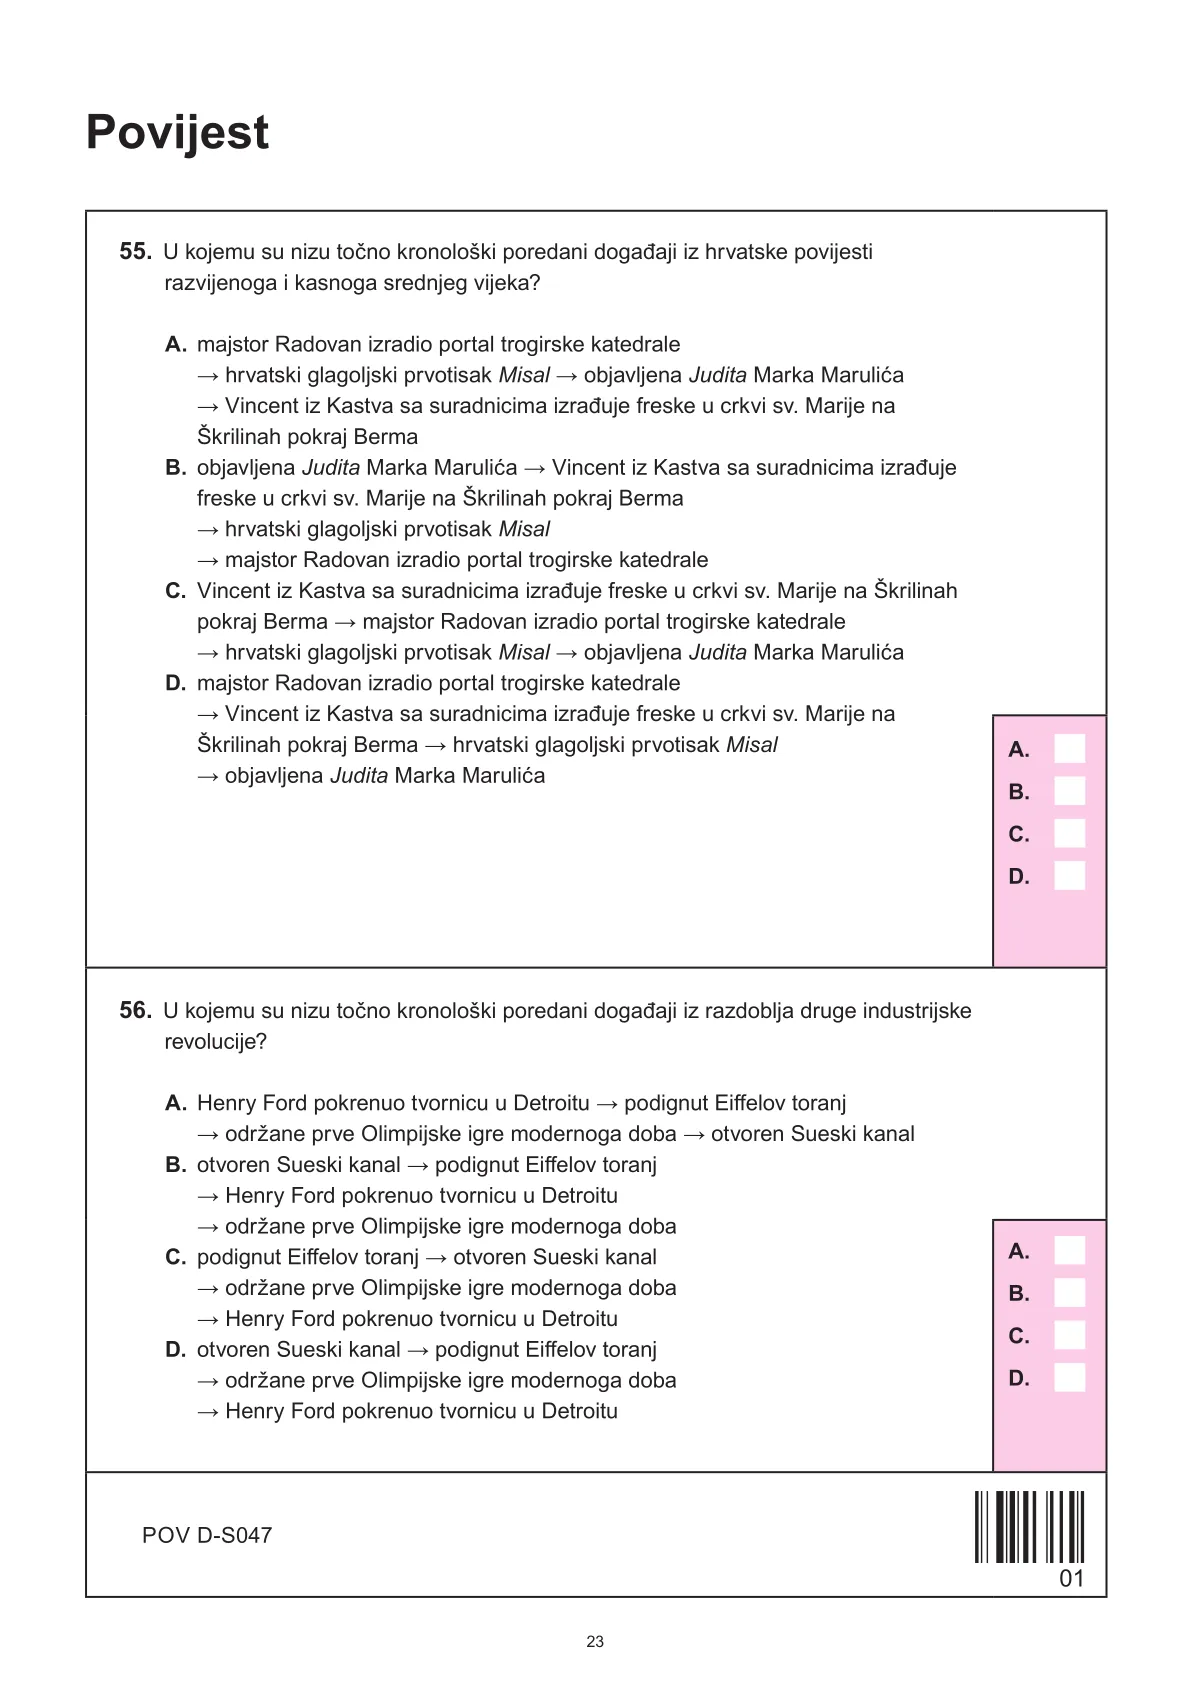 Povijest
55. U kojemu su nizu točno kronološki poredani događaji iz hrvatske povijesti
razvijenoga i kasnoga srednjeg vijeka?
A. majstor Radovan izradio portal trogirske katedrale
→ hrvatski glagoljski prvotisak Misal → objavljena Judita Marka Marulića
→ Vincent iz Kastva sa suradnicima izrađuje freske u crkvi sv. Marije na
Škrilinah pokraj Berma
B. objavljena Judita Marka Marulića → Vincent iz Kastva sa suradnicima izrađuje
freske u crkvi sv. Marije na Škrilinah pokraj Berma
→ hrvatski glagoljski prvotisak Misal
→ majstor Radovan izradio portal trogirske katedrale
C. Vincent iz Kastva sa suradnicima izrađuje freske u crkvi sv. Marije na Škrilinah
pokraj Berma → majstor Radovan izradio portal trogirske katedrale
→ hrvatski glagoljski prvotisak Misal → objavljena Judita Marka Marulića
D. majstor Radovan izradio portal trogirske katedrale
→ Vincent iz Kastva sa suradnicima izrađuje freske u crkvi sv. Marije na
Škrilinah pokraj Berma → hrvatski glagoljski prvotisak Misal
→ objavljena Judita Marka Marulića
A.
B.
C.
D.
56. U kojemu su nizu točno kronološki poredani događaji iz razdoblja druge industrijske
revolucije?
A. Henry Ford pokrenuo tvornicu u Detroitu → podignut Eiffelov toranj
→ održane prve Olimpijske igre modernoga doba → otvoren Sueski kanal
B. otvoren Sueski kanal → podignut Eiffelov toranj
→ Henry Ford pokrenuo tvornicu u Detroitu
→ održane prve Olimpijske igre modernoga doba
C. podignut Eiffelov toranj → otvoren Sueski kanal
→ održane prve Olimpijske igre modernoga doba
→ Henry Ford pokrenuo tvornicu u Detroitu
D. otvoren Sueski kanal → podignut Eiffelov toranj
→ održane prve Olimpijske igre modernoga doba
→ Henry Ford pokrenuo tvornicu u Detroitu
A.
B.
C.
D.
POV D-S047
01
23